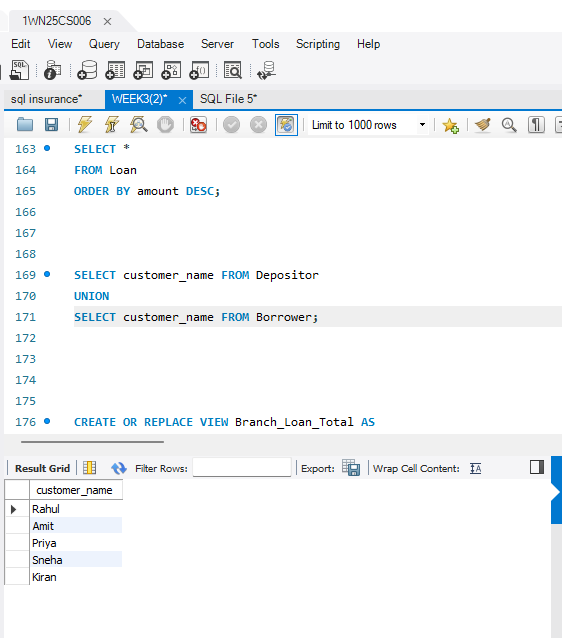 1WN25CS006
Edit View Query Database Server Tools Scripting Help
SQL
sql insurance* WEEK3(2)* SQL File 5*
Limit to 1000 rows
163 SELECT *
164 FROM Loan
165 ORDER BY amount DESC;
166
167
168
169 SELECT customer_name FROM Depositor
170 UNION
171 SELECT customer_name FROM Borrower;
172
173
174
175
176 CREATE OR REPLACE VIEW Branch_Loan_Total AS
Result Grid Filter Rows: Export: Wrap Cell Content:
customer_name
Rahul
Amit
Priya
Sneha
Kiran